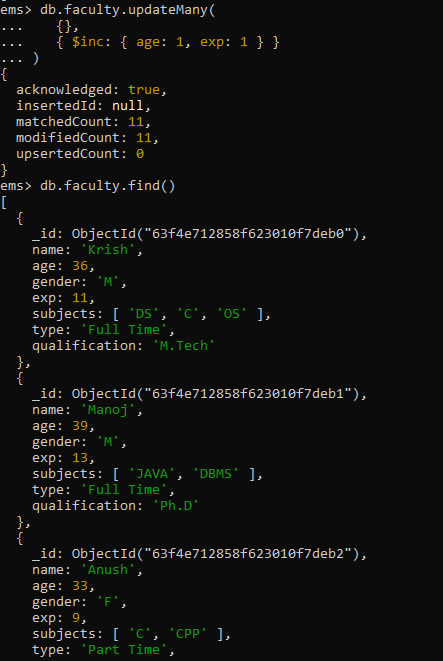 ems> db.faculty.updateMany(
...     {},
...     { $inc: { age: 1, exp: 1 } }
... )
{
  acknowledged: true,
  insertedId: null,
  matchedCount: 11,
  modifiedCount: 11,
  upsertedCount: 0
}
ems> db.faculty.find()
[
  {
    _id: ObjectId("63f4e712858f623010f7deb0"),
    name: 'Krish',
    age: 36,
    gender: 'M',
    exp: 11,
    subjects: [ 'DS', 'C', 'OS' ],
    type: 'Full Time',
    qualification: 'M.Tech'
  },
  {
    _id: ObjectId("63f4e712858f623010f7deb1"),
    name: 'Manoj',
    age: 39,
    gender: 'M',
    exp: 13,
    subjects: [ 'JAVA', 'DBMS' ],
    type: 'Full Time',
    qualification: 'Ph.D'
  },
  {
    _id: ObjectId("63f4e712858f623010f7deb2"),
    name: 'Anush',
    age: 33,
    gender: 'F',
    exp: 9,
    subjects: [ 'C', 'CPP' ],
    type: 'Part Time',